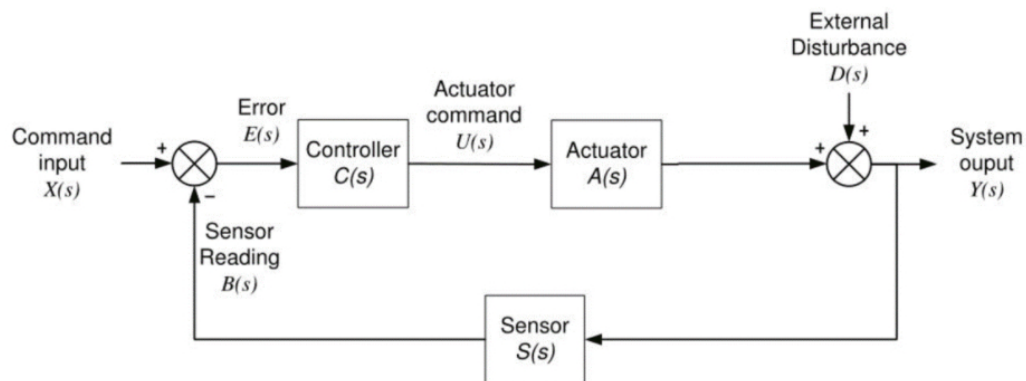 External
Disturbance
D(s)
Actuator
command
U(s)
Error
E(s)
Command
input
X(s)
+
−
Controller
C(s)
Actuator
A(s)
+
+
System
ouput
Y(s)
Sensor
Reading
B(s)
Sensor
S(s)